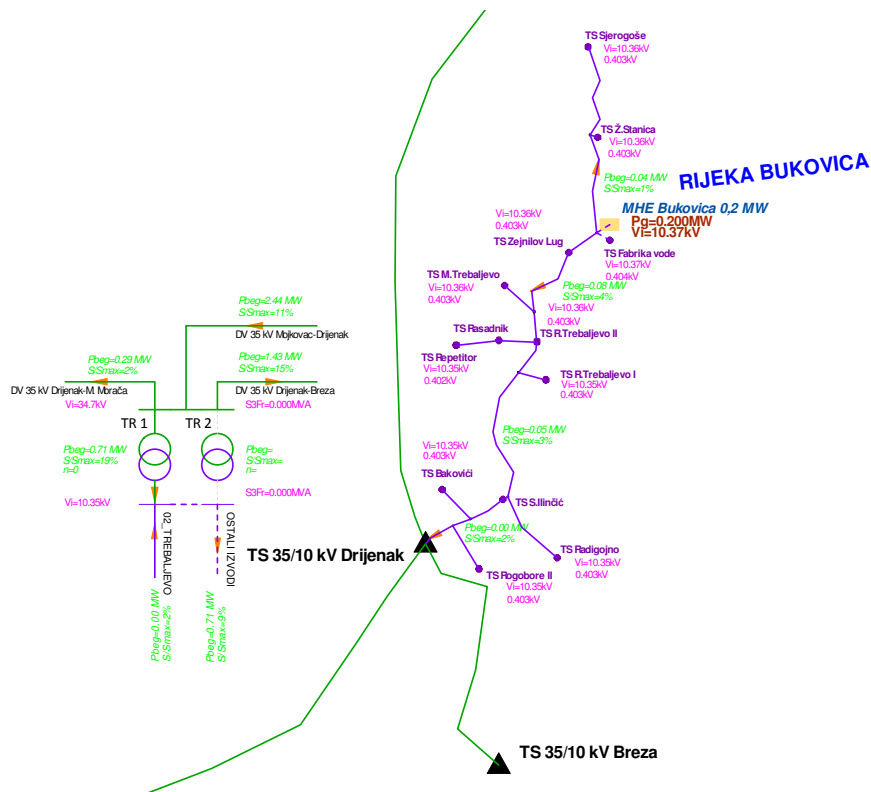 TS Sjerogoše
Vi=10.36kV
0.403kV
TS Ž.Stanica
Vi=10.36kV
0.403kV
Pbeg=0.04 MW
S/Smax=1%
RIJEKA BUKOVICA
MHE Bukovica 0,2 MW
Pg=0.200MW
Vi=10.37kV
Vi=10.36kV
0.403kV
TS Zejnilov Lug
TS Fabrika vode
Vi=10.37kV
0.404kV
TS M.Trebaljevo
Vi=10.36kV
0.403kV
Pbeg=0.08 MW
S/Smax=4%
Vi=10.36kV
0.403kV
TS Rasadnik
TS R.Trebaljevo II
TS Repetitor
Vi=10.35kV
0.402kV
TS R.Trebaljevo I
Vi=10.35kV
0.403kV
Pbeg=2.44 MW
S/Smax=11%
DV 35 kV Mojkovac-Drijenak
Pbeg=0.29 MW
S/Smax=2%
DV 35 kV Drijenak-M. Morača
Pbeg=1.43 MW
S/Smax=15%
DV 35 kV Drijenak-Breza
Vi=34.7kV
S3Fr=0.000MVA
TR 1
TR 2
Pbeg=0.71 MW
S/Smax=19%
n=0
Pbeg=
S/Smax=
n=
Vi=10.35kV
S3Fr=0.000MVA
02_TREBALJEVO
OSTALI IZVODI
Pbeg=0.00 MW
S/Smax=2%
Pbeg=0.71 MW
S/Smax=9%
Pbeg=0.05 MW
S/Smax=3%
Vi=10.35kV
0.403kV
TS Bakovići
TS S.Ilinčić
Pbeg=0.00 MW
S/Smax=2%
TS 35/10 kV Drijenak
TS Radigojno
Vi=10.35kV
0.403kV
TS Rogobore II
Vi=10.35kV
0.403kV
TS 35/10 kV Breza